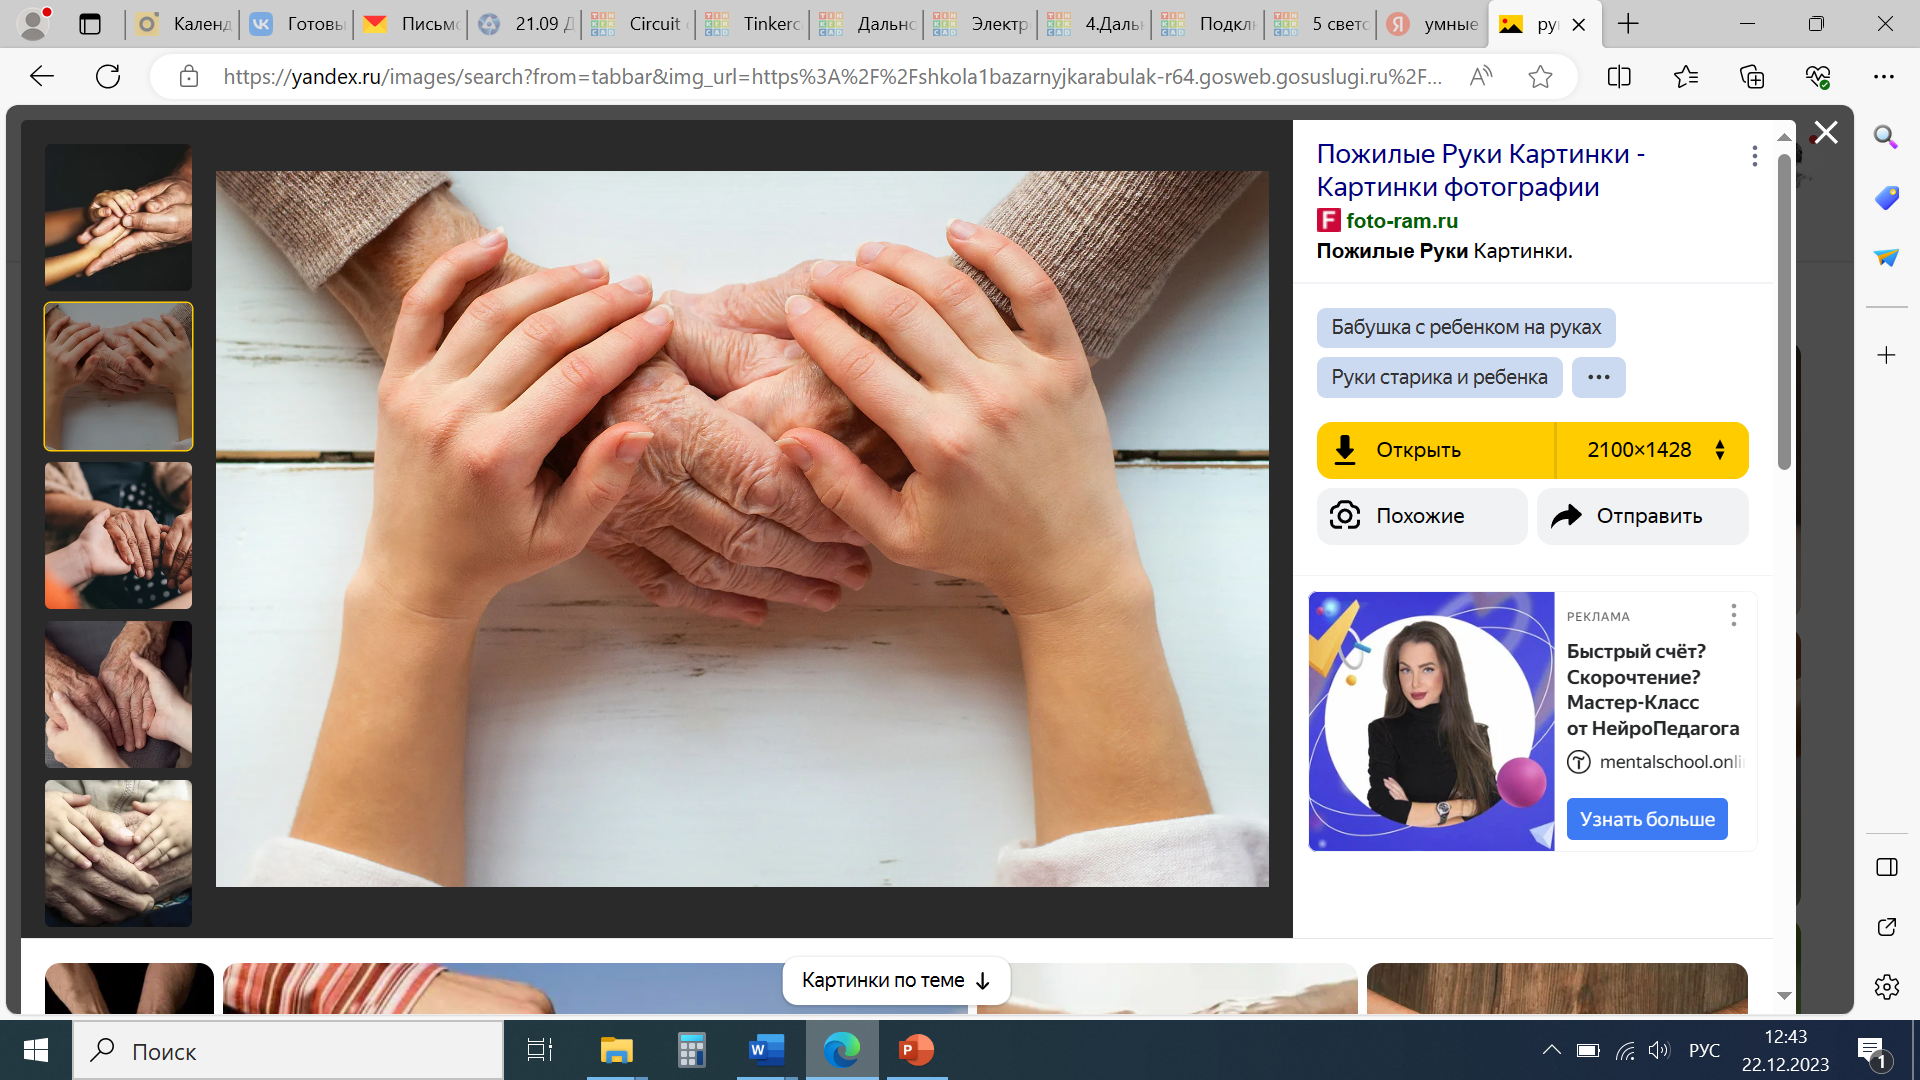 Календ
Готовы
Письмо
21.09 Д
Circuit
Tinkerc
Дально
Электр
4.Даль
Подкл
5 свето
умные
ру
https://yandex.ru/images/search?from=tabbar&img_url=https%3A%2F%2Fshkola1bazarnyjkarabulak-r64.gosweb.gosuslugi.ru%2F...
Пожилые Руки Картинки -
Картинки фотографии
foto-ram.ru
Пожилые Руки Картинки.
Бабушка с ребенком на руках
Руки старика и ребенка
Открыть 2100×1428
Похожие Отправить
РЕКЛАМА
Быстрый счёт?
Скорочтение?
Мастер-Класс
от НейроПедагога
mentalschool.onli
Узнать больше
Картинки по теме
Поиск
РУС
12:43
22.12.2023
1